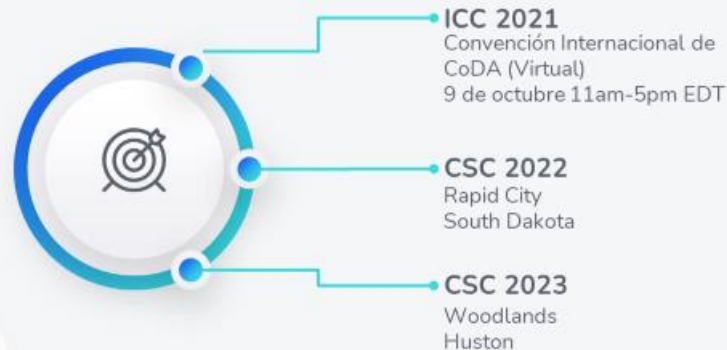 ICC 2021
Convención Internacional de
CoDA (Virtual)
9 de octubre 11am-5pm EDT
CSC 2022
Rapid City
South Dakota
CSC 2023
Woodlands
Huston